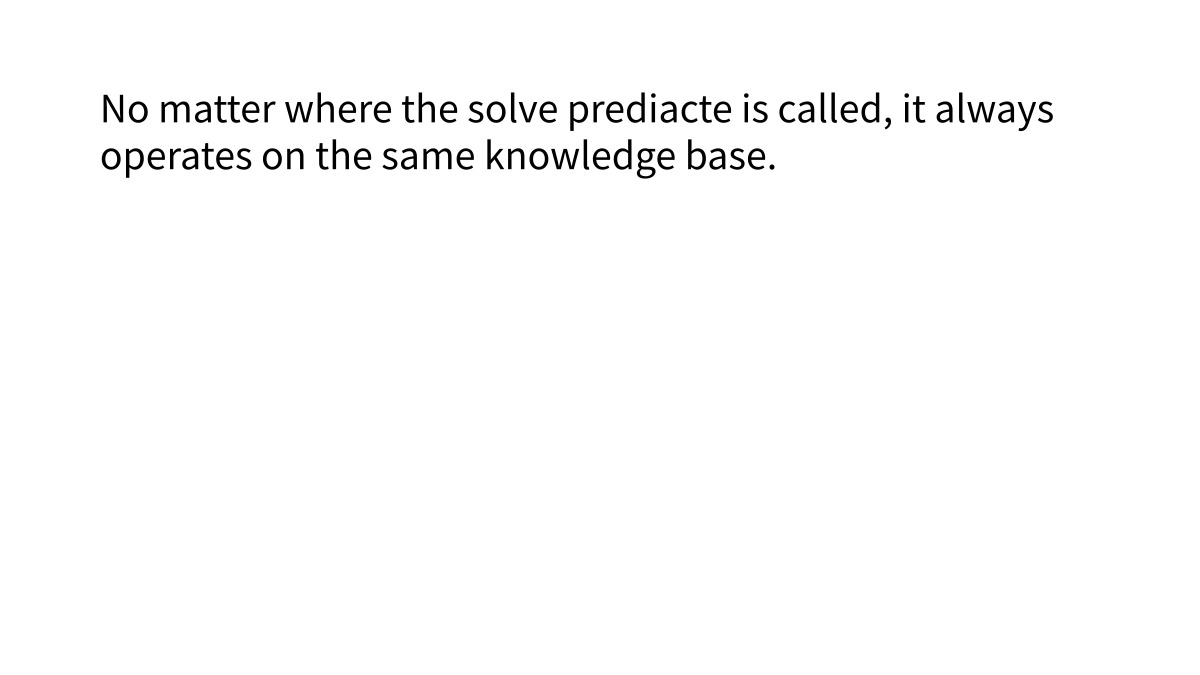 No matter where the solve prediacte is called, it always
operates on the same knowledge base.